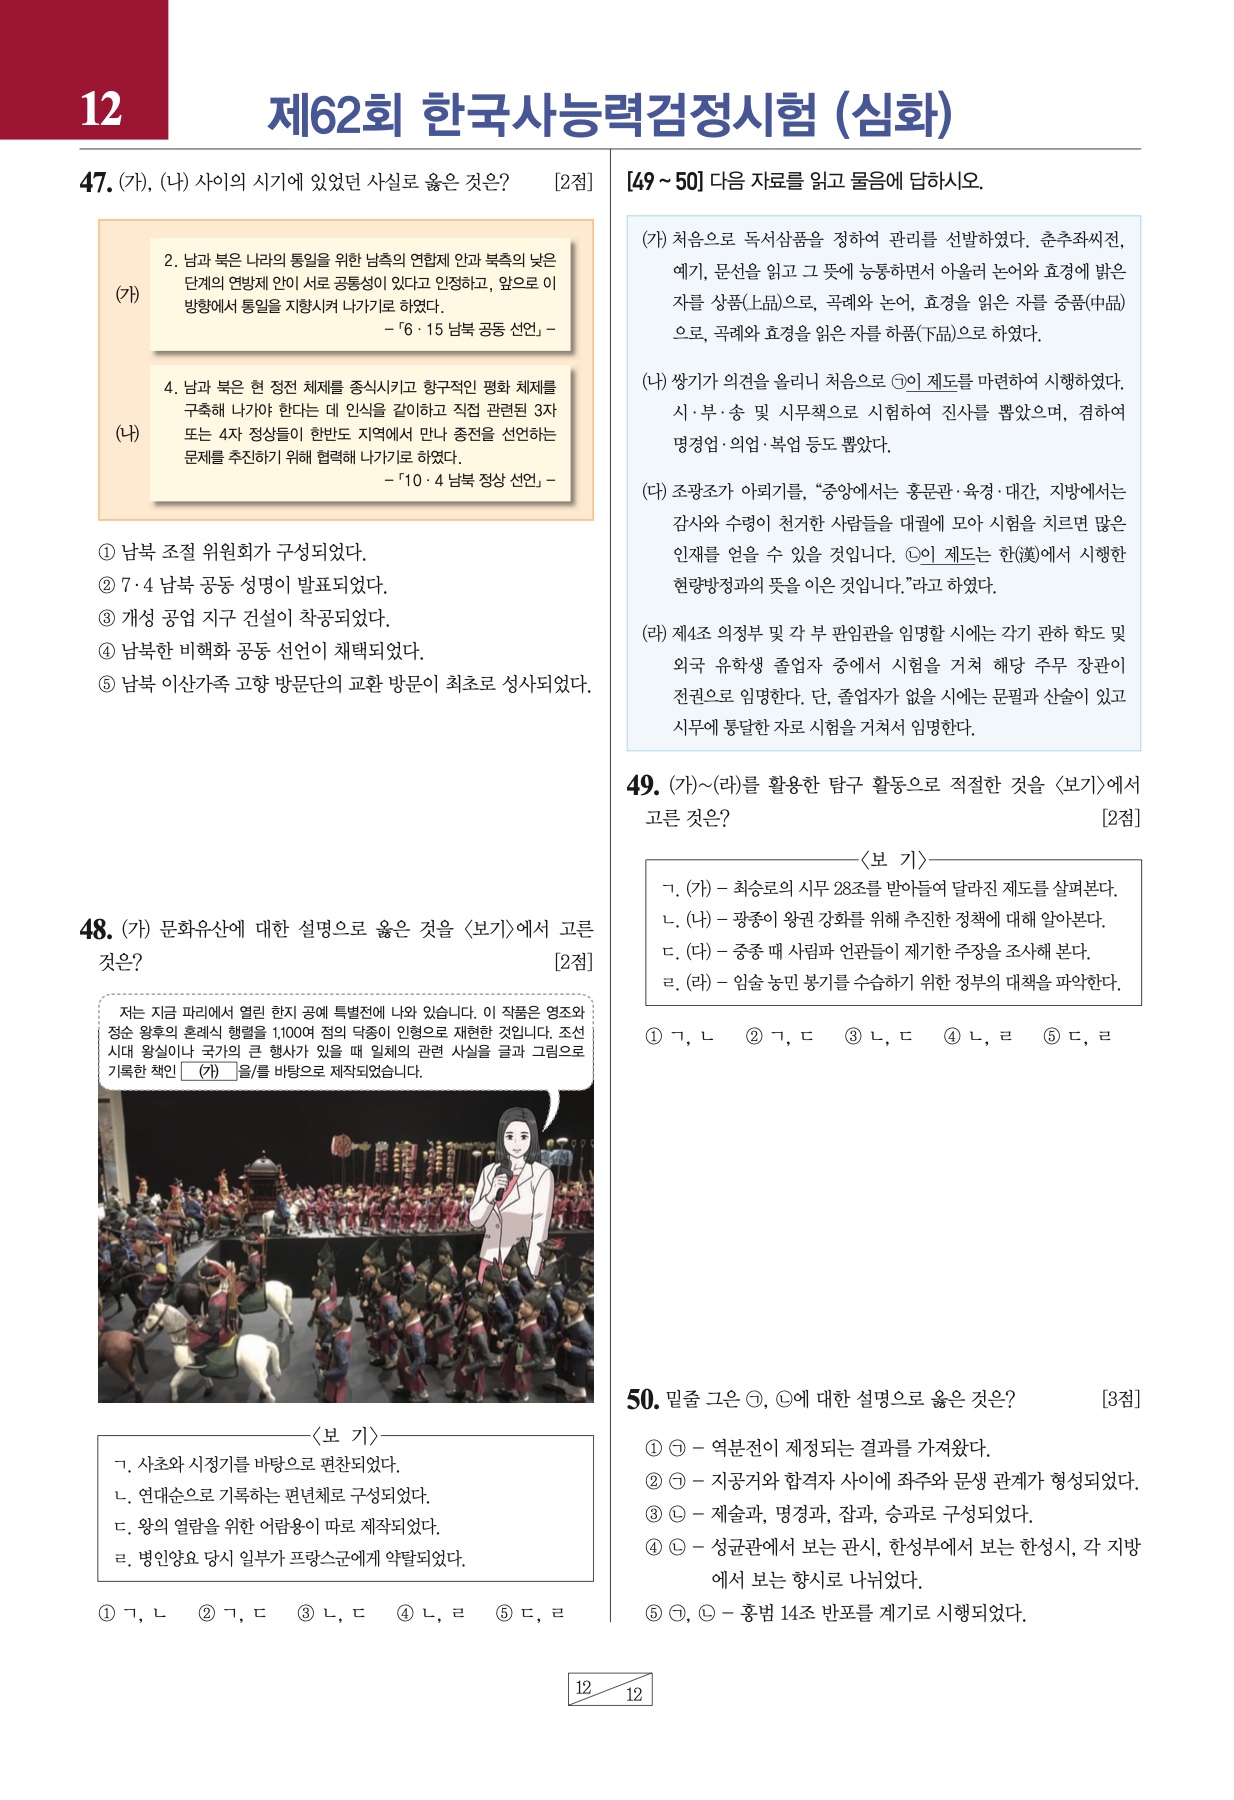 12
제62회 한국사능력검정시험 (심화)
47. (가), (나) 사이의 시기에 있었던 사실로 옳은 것은? [2점]
(가)
2. 남과 북은 나라의 통일을 위한 남측의 연합제 안과 북측의 낮은
단계의 연방제 안이 서로 공통성이 있다고 인정하고, 앞으로 이
방향에서 통일을 지향시켜 나가기로 하였다.
-「6·15 남북 공동 선언」-
(나)
4. 남과 북은 현 정전 체제를 종식시키고 항구적인 평화 체제를
구축해 나가야 한다는 데 인식을 같이하고 직접 관련된 3자
또는 4자 정상들이 한반도 지역에서 만나 종전을 선언하는
문제를 추진하기 위해 협력해 나가기로 하였다.
-「10·4 남북 정상 선언」-
① 남북 조절 위원회가 구성되었다.
② 7·4 남북 공동 성명이 발표되었다.
③ 개성 공업 지구 건설이 착공되었다.
④ 남북한 비핵화 공동 선언이 채택되었다.
⑤ 남북 이산가족 고향 방문단의 교환 방문이 최초로 성사되었다.
48. (가) 문화유산에 대한 설명으로 옳은 것을 <보기>에서 고른
것은? [2점]
저는 지금 파리에서 열린 한지 공예 특별전에 나와 있습니다. 이 작품은 영조와
정순 왕후의 혼례식 행렬을 1,100여 점의 닥종이 인형으로 재현한 것입니다. 조선
시대 왕실이나 국가의 큰 행사가 있을 때 일체의 관련 사실을 글과 그림으로
기록한 책인 (가) 을/를 바탕으로 제작되었습니다.
<보 기>
ㄱ. 사초와 시정기를 바탕으로 편찬되었다.
ㄴ. 연대순으로 기록하는 편년체로 구성되었다.
ㄷ. 왕의 열람을 위한 어람용이 따로 제작되었다.
ㄹ. 병인양요 당시 일부가 프랑스군에게 약탈되었다.
① ㄱ, ㄴ ② ㄱ, ㄷ ③ ㄴ, ㄷ ④ ㄴ, ㄹ ⑤ ㄷ, ㄹ
[49 ~ 50] 다음 자료를 읽고 물음에 답하시오.
(가) 처음으로 독서삼품을 정하여 관리를 선발하였다. 춘추좌씨전,
예기, 문선을 읽고 그 뜻에 능통하면서 아울러 논어와 효경에 밝은
자를 상품(上品)으로, 곡례와 논어, 효경을 읽은 자를 중품(中品)
으로, 곡례와 효경을 읽은 자를 하품(下品)으로 하였다.
(나) 쌍기가 의견을 올리니 처음으로 ㉠이 제도를 마련하여 시행하였다.
시·부·송 및 시무책으로 시험하여 진사를 뽑았으며, 겸하여
명경업·의업·복업 등도 뽑았다.
(다) 조광조가 아뢰기를, “중앙에서는 홍문관·육경·대간, 지방에서는
감사와 수령이 천거한 사람들을 대궐에 모아 시험을 치르면 많은
인재를 얻을 수 있을 것입니다. ㉡이 제도는 한(漢)에서 시행한
현량방정과의 뜻을 이은 것입니다.”라고 하였다.
(라) 제4조 의정부 및 각 부 판임관을 임명할 시에는 각기 관하 학도 및
외국 유학생 졸업자 중에서 시험을 거쳐 해당 주무 장관이
전권으로 임명한다. 단, 졸업자가 없을 시에는 문필과 산술이 있고
시무에 통달한 자로 시험을 거쳐서 임명한다.
49. (가)~(라)를 활용한 탐구 활동으로 적절한 것을 <보기>에서
고른 것은? [2점]
<보 기>
ㄱ. (가) - 최승로의 시무 28조를 받아들여 달라진 제도를 살펴본다.
ㄴ. (나) - 광종이 왕권 강화를 위해 추진한 정책에 대해 알아본다.
ㄷ. (다) - 중종 때 사림파 언관들이 제기한 주장을 조사해 본다.
ㄹ. (라) - 임술 농민 봉기를 수습하기 위한 정부의 대책을 파악한다.
① ㄱ, ㄴ ② ㄱ, ㄷ ③ ㄴ, ㄷ ④ ㄴ, ㄹ ⑤ ㄷ, ㄹ
50. 밑줄 그은 ㉠, ㉡에 대한 설명으로 옳은 것은? [3점]
① ㉠ - 역분전이 제정되는 결과를 가져왔다.
② ㉠ - 지공거와 합격자 사이에 좌주와 문생 관계가 형성되었다.
③ ㉡ - 제술과, 명경과, 잡과, 승과로 구성되었다.
④ ㉡ - 성균관에서 보는 관시, 한성부에서 보는 한성시, 각 지방
에서 보는 향시로 나뉘었다.
⑤ ㉠, ㉡ - 홍범 14조 반포를 계기로 시행되었다.
12
12